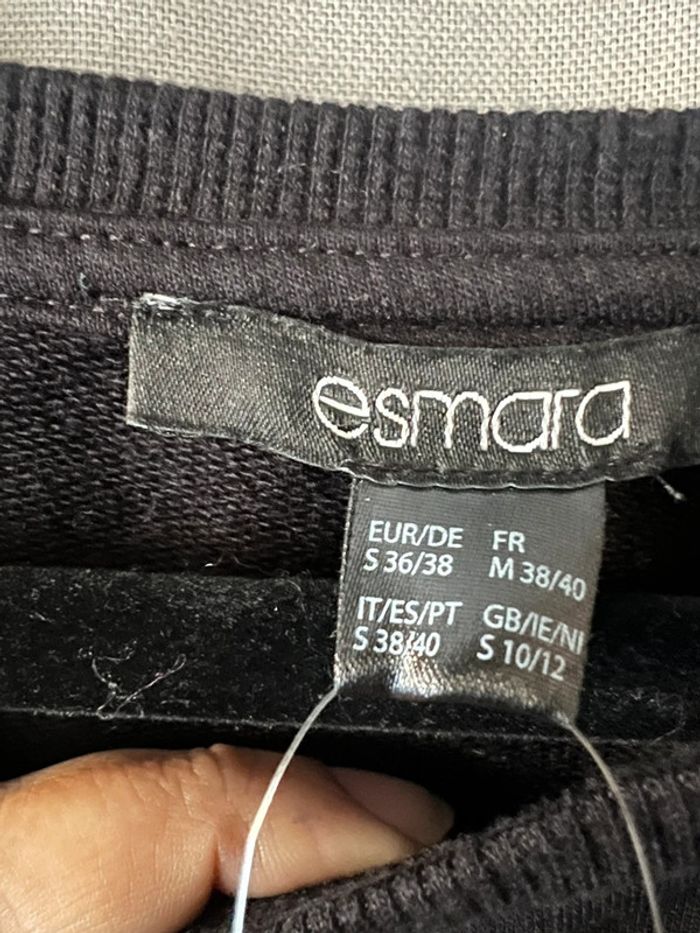 esmara
EUR/DE FR
S 36/38 M 38/40
IT/ES/PT GB/IE/NI
S 38/40 S 10/12